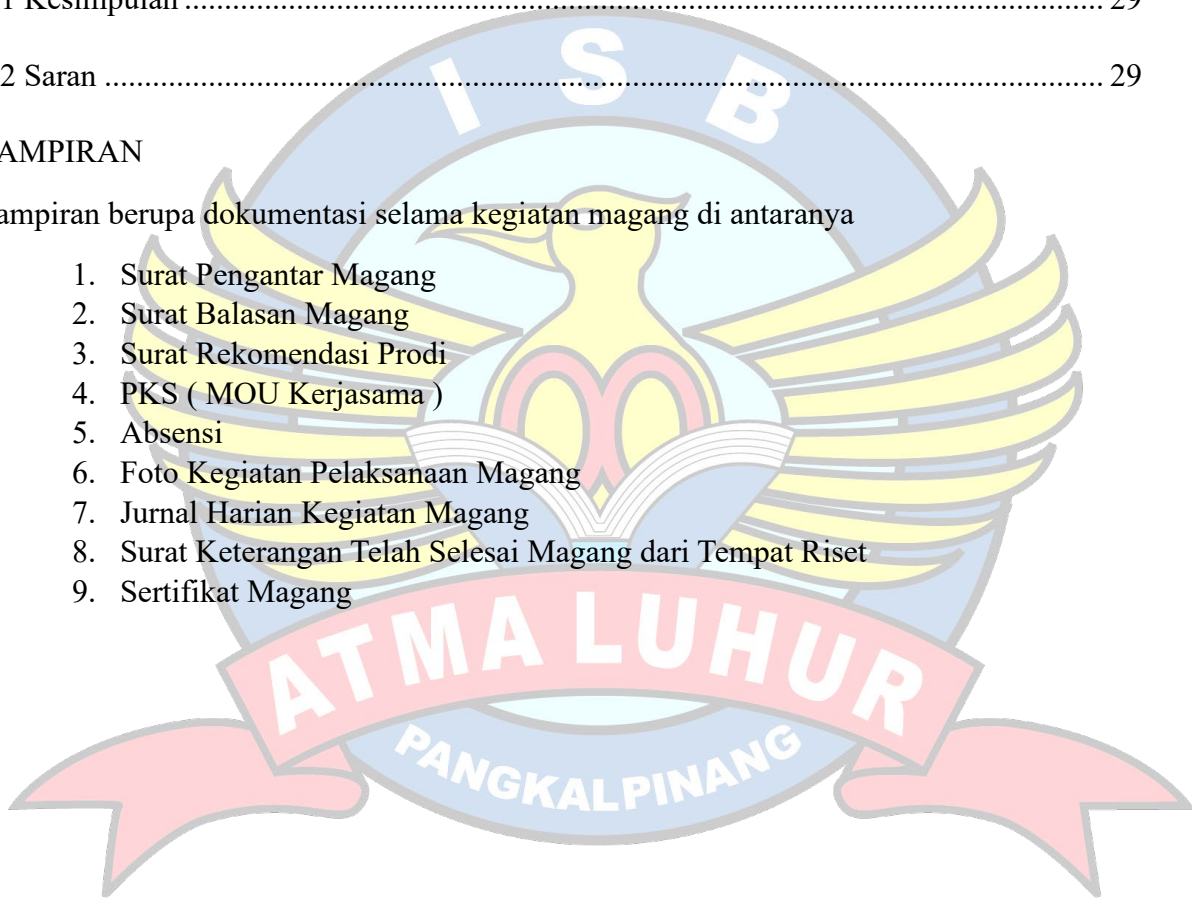 1 Kesimpulan ........................................................................................................................ 29
2 Saran .................................................................................................................................. 29
AMPIRAN
ampiran berupa dokumentasi selama kegiatan magang di antaranya
1. Surat Pengantar Magang
2. Surat Balasan Magang
3. Surat Rekomendasi Prodi
4. PKS ( MOU Kerjasama )
5. Absensi
6. Foto Kegiatan Pelaksanaan Magang
7. Jurnal Harian Kegiatan Magang
8. Surat Keterangan Telah Selesai Magang dari Tempat Riset
9. Sertifikat Magang
I S B
ATMA LUHUR
PANGKALPINANG